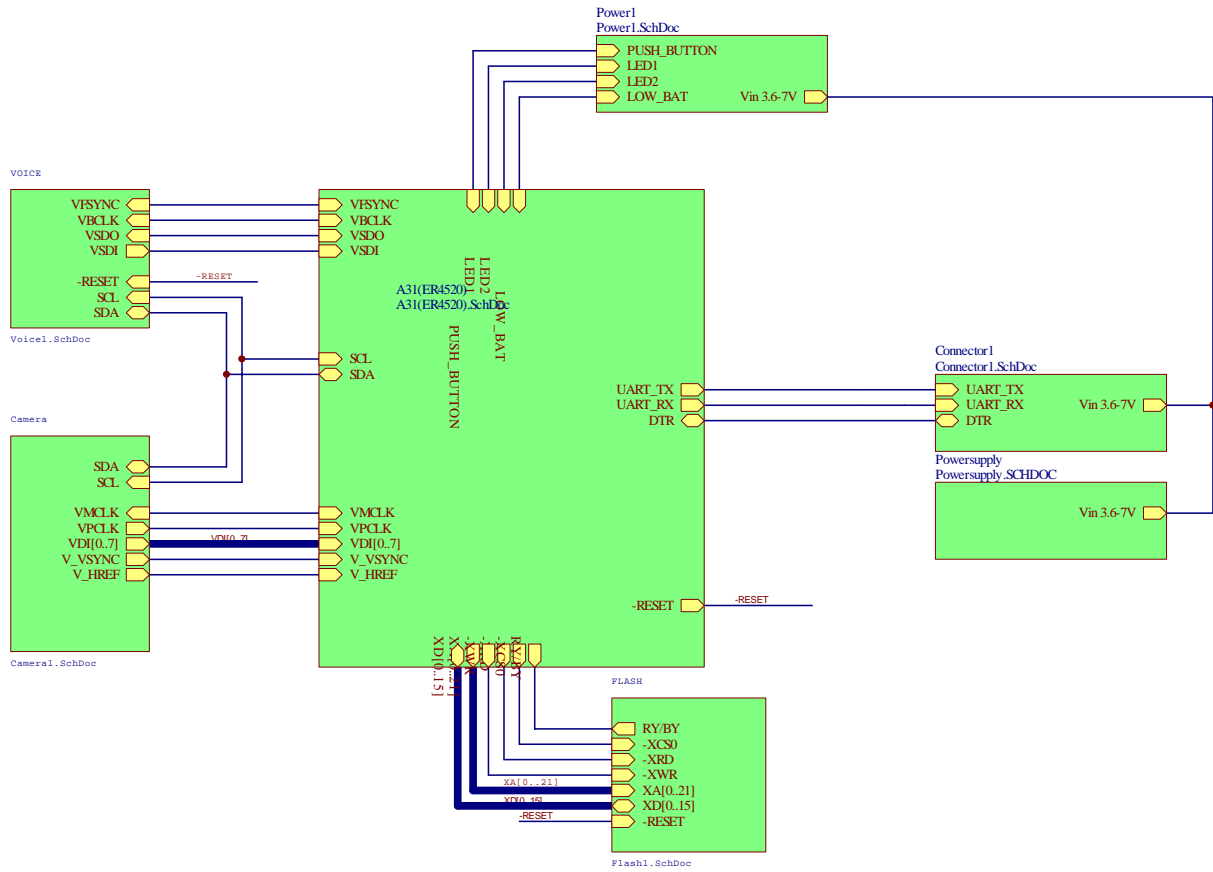 Power1
Power1.SchDoc
PUSH_BUTTON
LED1
LED2
LOW_BAT
Vin 3.6-7V
VOICE
VFSYNC
VBCLK
VSDO
VSDI
-RESET
SCL
SDA
-RESET
Voice1.SchDoc
VFSYNC
VBCLK
VSDO
VSDI
LED1
LED2
LOW_BAT
PUSH_BUTTON
A31(ER4520)
A31(ER4520).SchDoc
SCL
SDA
UART_TX
UART_RX
DTR
Connector1
Connector1.SchDoc
UART_TX
UART_RX
DTR
Vin 3.6-7V
Powersupply
Powersupply.SCHDOC
Vin 3.6-7V
Camera
SDA
SCL
VMCLK
VPCLK
VDI[0..7]
V_VSYNC
V_HREF
VDI[0..7]
Camera1.SchDoc
VMCLK
VPCLK
VDI[0..7]
V_VSYNC
V_HREF
-RESET
-RESET
XD[0..15]
-XWR
-XCS0
RY/BY
FLASH
RY/BY
-XCS0
-XRD
-XWR
XA[0..21]
XD[0..15]
-RESET
XA[0..21]
XD[0..15]
-RESET
Flash1.SchDoc